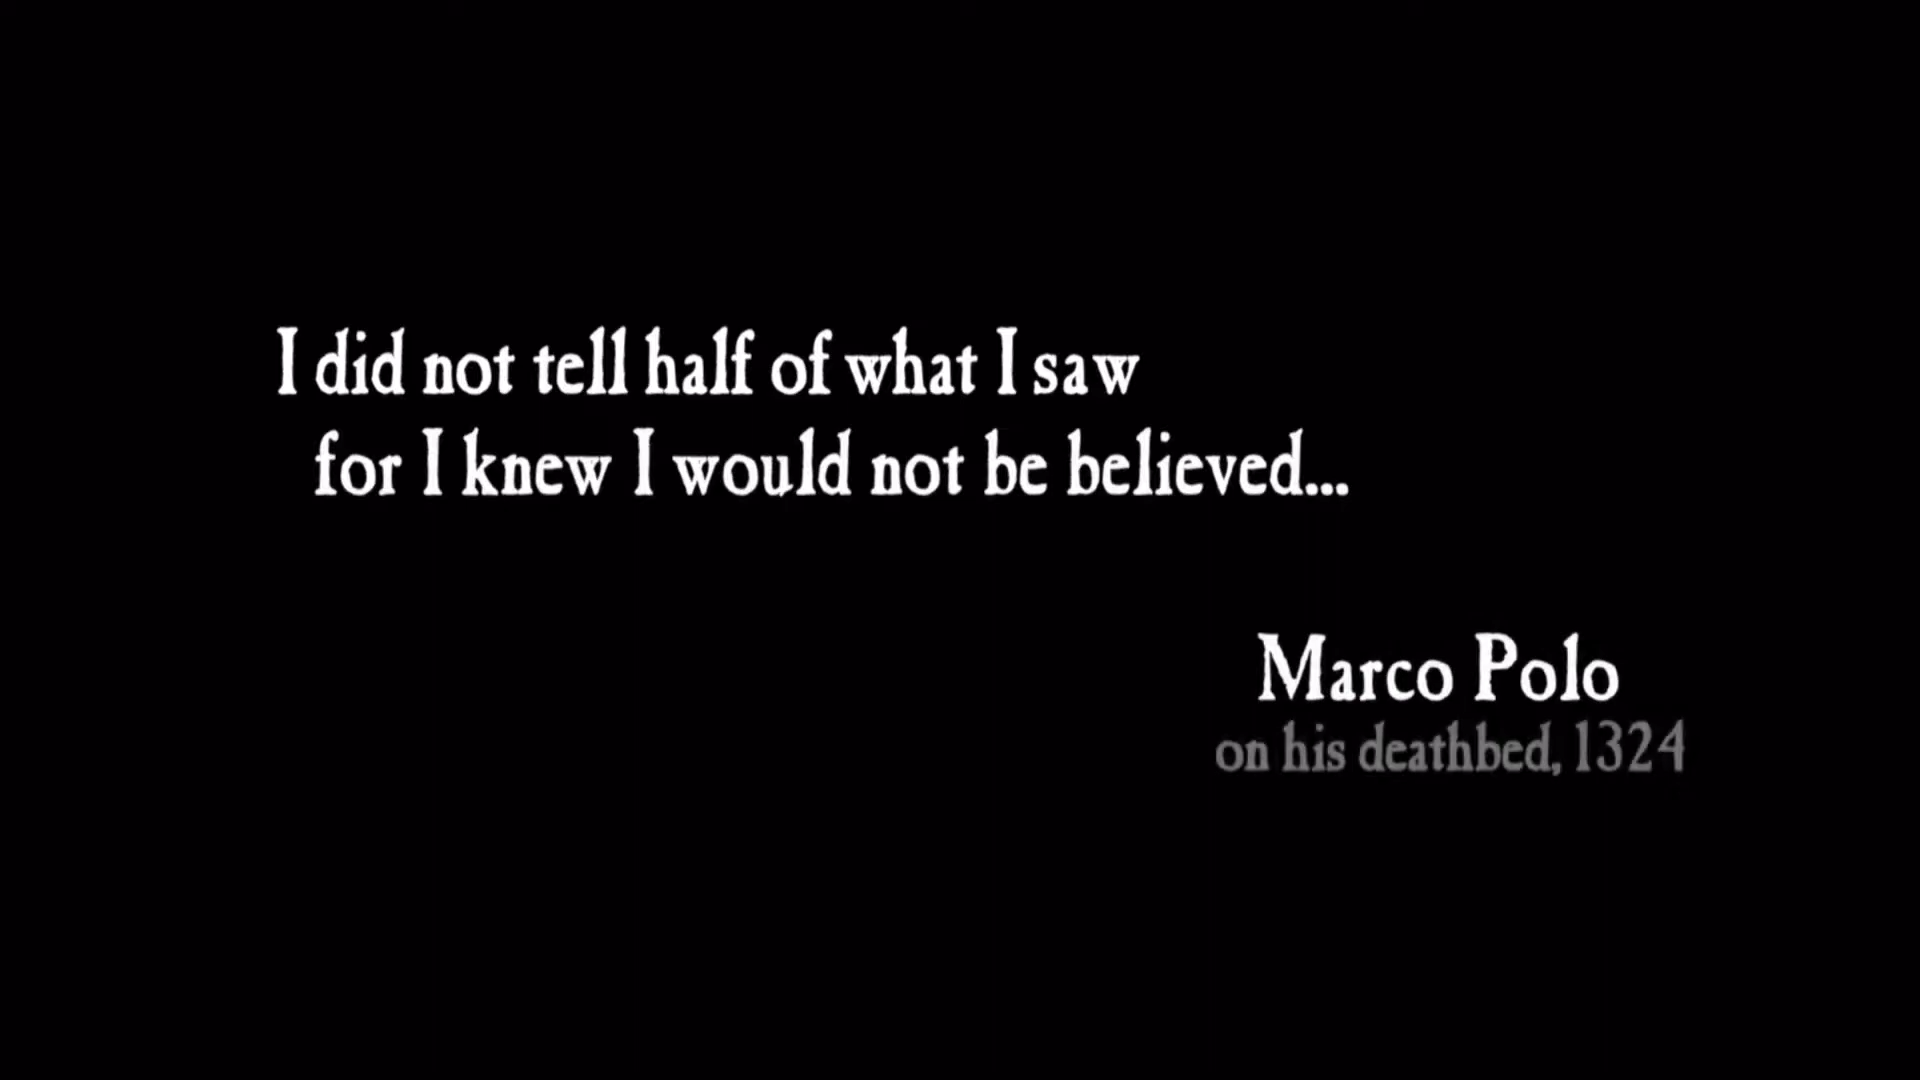 I did not tell half of what I saw
for I knew I would not be believed...
Marco Polo
on his deathbed, 1324